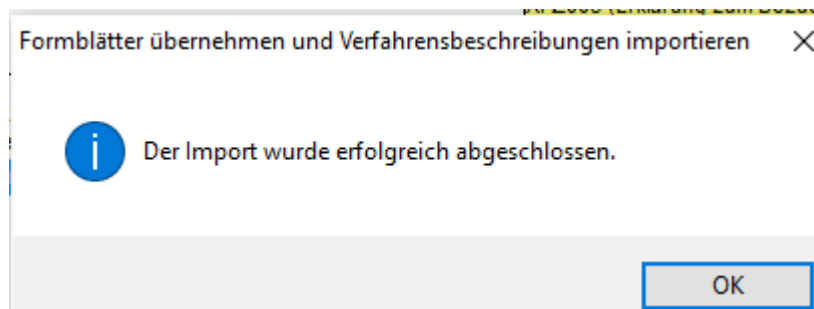 Formblätter übernehmen und Verfahrensbeschreibungen importieren
Der Import wurde erfolgreich abgeschlossen.
OK